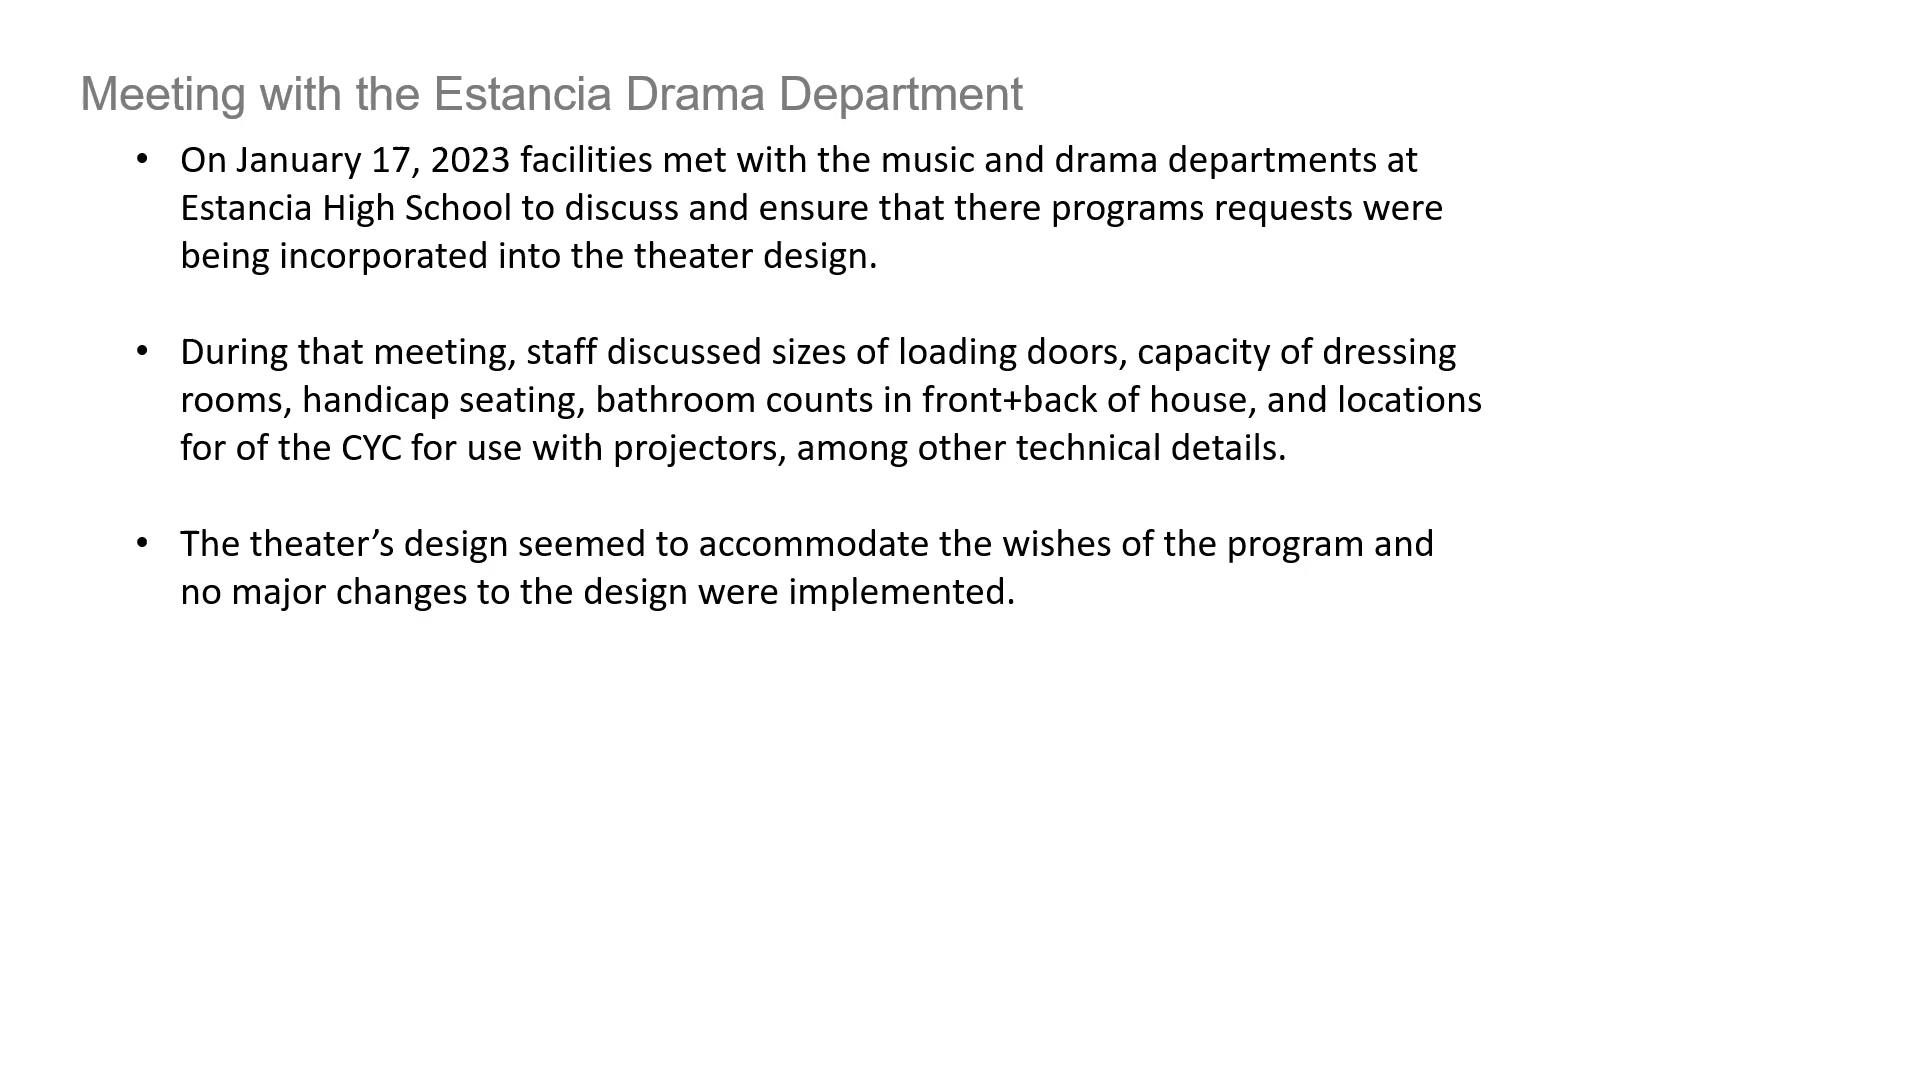 Meeting with the Estancia Drama Department
• On January 17, 2023 facilities met with the music and drama departments at
Estancia High School to discuss and ensure that there programs requests were
being incorporated into the theater design.
• During that meeting, staff discussed sizes of loading doors, capacity of dressing
rooms, handicap seating, bathroom counts in front+back of house, and locations
for of the CYC for use with projectors, among other technical details.
• The theater’s design seemed to accommodate the wishes of the program and
no major changes to the design were implemented.